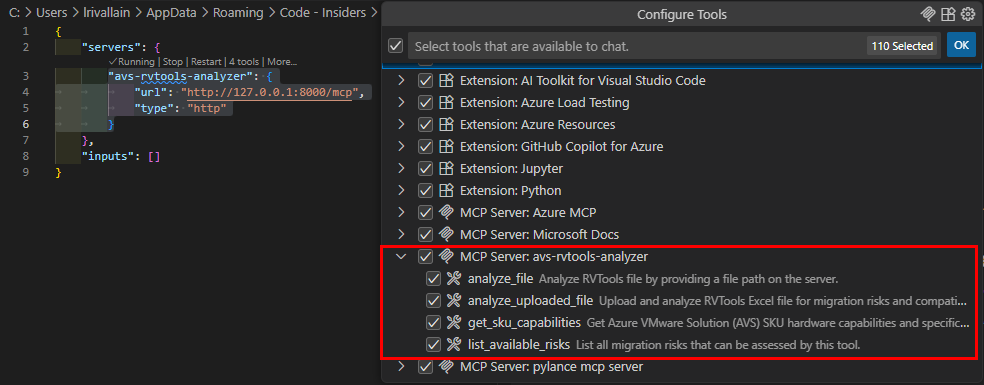 C: > Users > lrivallain > AppData > Roaming > Code - Insiders >
1 {
2 "servers": {
✓Running | Stop | Restart | 4 tools | More...
3 "avs-rvtools-analyzer": {
4 "url": "http://127.0.0.1:8000/mcp",
5 "type": "http"
6 }
7 },
8 "inputs": []
9 }
Configure Tools
Select tools that are available to chat.
110 Selected
OK
Extension: AI Toolkit for Visual Studio Code
Extension: Azure Load Testing
Extension: Azure Resources
Extension: GitHub Copilot for Azure
Extension: Jupyter
Extension: Python
MCP Server: Azure MCP
MCP Server: Microsoft Docs
MCP Server: avs-rvtools-analyzer
analyze_file Analyze RVTools file by providing a file path on the server.
analyze_uploaded_file Upload and analyze RVTools Excel file for migration risks and compati...
get_sku_capabilities Get Azure VMware Solution (AVS) SKU hardware capabilities and specific...
list_available_risks List all migration risks that can be assessed by this tool.
MCP Server: pylance mcp server